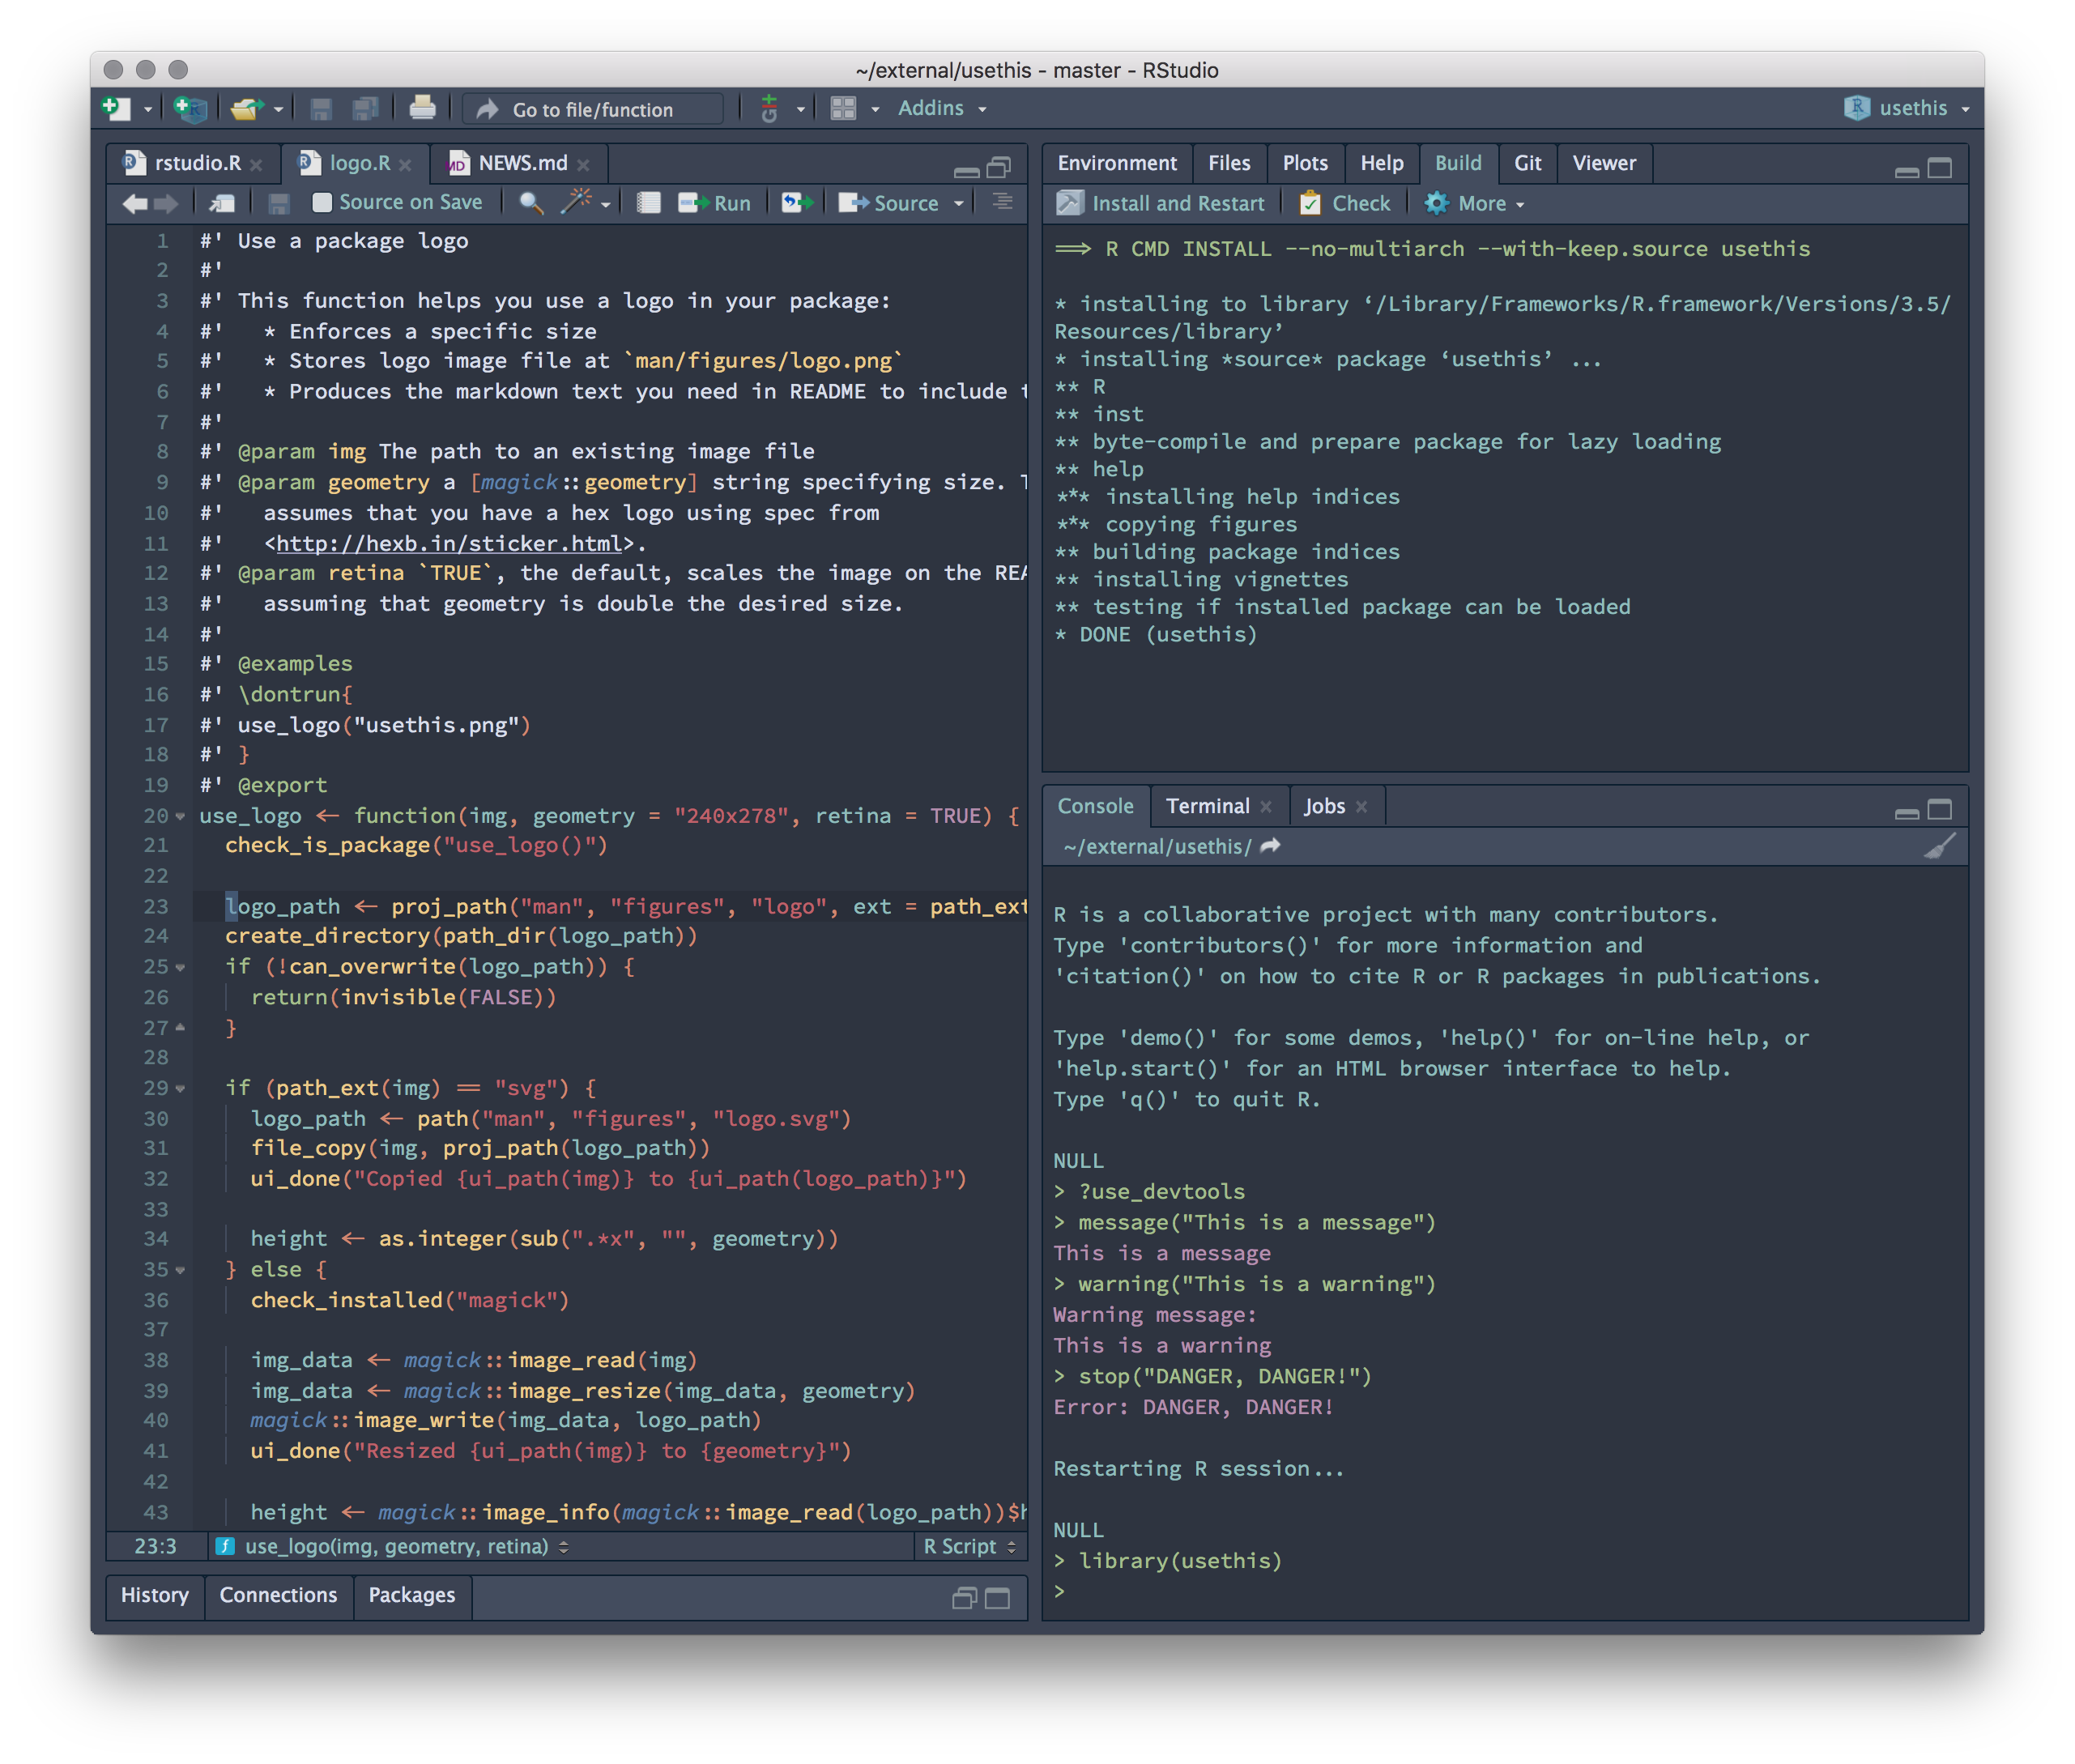 ~/external/usethis - master - RStudio
Go to file/function
Addins
usethis
rstudio.R
logo.R
NEWS.md
Source on Save
Run
Source
1 #' Use a package logo
2 #'
3 #' This function helps you use a logo in your package:
4 #'   * Enforces a specific size
5 #'   * Stores logo image file at `man/figures/logo.png`
6 #'   * Produces the markdown text you need in README to include
7 #'
8 #' @param img The path to an existing image file
9 #' @param geometry a [magick::geometry] string specifying size.
10 #'   assumes that you have a hex logo using spec from
11 #'   <http://hexb.in/sticker.html>.
12 #' @param retina `TRUE`, the default, scales the image on the REA
13 #'   assuming that geometry is double the desired size.
14 #'
15 #' @examples
16 #' \dontrun{
17 #' use_logo("usethis.png")
18 #' }
19 #' @export
20 use_logo <- function(img, geometry = "240x278", retina = TRUE) {
21   check_is_package("use_logo()")
22
23   logo_path <- proj_path("man", "figures", "logo", ext = path_ext
24   create_directory(path_dir(logo_path))
25   if (!can_overwrite(logo_path)) {
26     return(invisible(FALSE))
27   }
28
29   if (path_ext(img) == "svg") {
30     logo_path <- path("man", "figures", "logo.svg")
31     file_copy(img, proj_path(logo_path))
32     ui_done("Copied {ui_path(img)} to {ui_path(logo_path)}")
33
34     height <- as.integer(sub(".*x", "", geometry))
35   } else {
36     check_installed("magick")
37
38     img_data <- magick::image_read(img)
39     img_data <- magick::image_resize(img_data, geometry)
40     magick::image_write(img_data, logo_path)
41     ui_done("Resized {ui_path(img)} to {geometry}")
42
43     height <- magick::image_info(magick::image_read(logo_path))$h
23:3
use_logo(img, geometry, retina)
R Script
History
Connections
Packages
Environment
Files
Plots
Help
Build
Git
Viewer
Install and Restart
Check
More
==> R CMD INSTALL --no-multiarch --with-keep.source usethis
* installing to library ‘/Library/Frameworks/R.framework/Versions/3.5/
Resources/library’
* installing *source* package ‘usethis’ ...
** R
** inst
** byte-compile and prepare package for lazy loading
** help
*** installing help indices
*** copying figures
** building package indices
** installing vignettes
** testing if installed package can be loaded
* DONE (usethis)
Console
Terminal
Jobs
~/external/usethis/
R is a collaborative project with many contributors.
Type 'contributors()' for more information and
'citation()' on how to cite R or R packages in publications.
Type 'demo()' for some demos, 'help()' for on-line help, or
'help.start()' for an HTML browser interface to help.
Type 'q()' to quit R.
NULL
> ?use_devtools
> message("This is a message")
This is a message
> warning("This is a warning")
Warning message:
This is a warning
> stop("DANGER, DANGER!")
Error: DANGER, DANGER!
Restarting R session...
NULL
> library(usethis)
>